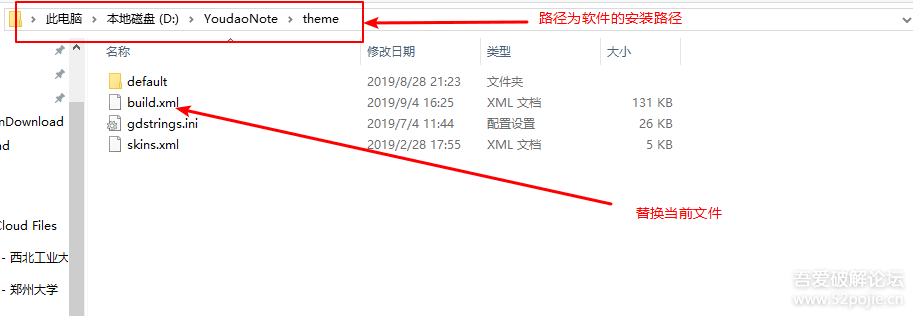 此电脑 > 本地磁盘 (D:) > YoudaoNote > theme
路径为软件的安装路径
名称 修改日期 类型 大小
default 2019/8/28 21:23 文件夹
build.xml 2019/9/4 16:25 XML 文档 131 KB
gdstrings.ini 2019/7/4 11:44 配置设置 26 KB
skins.xml 2019/2/28 17:55 XML 文档 5 KB
nDownload
nd
替换当前文件
Cloud Files
- 西北工业大
- 郑州大学
吾爱破解论坛
www.52pojie.cn